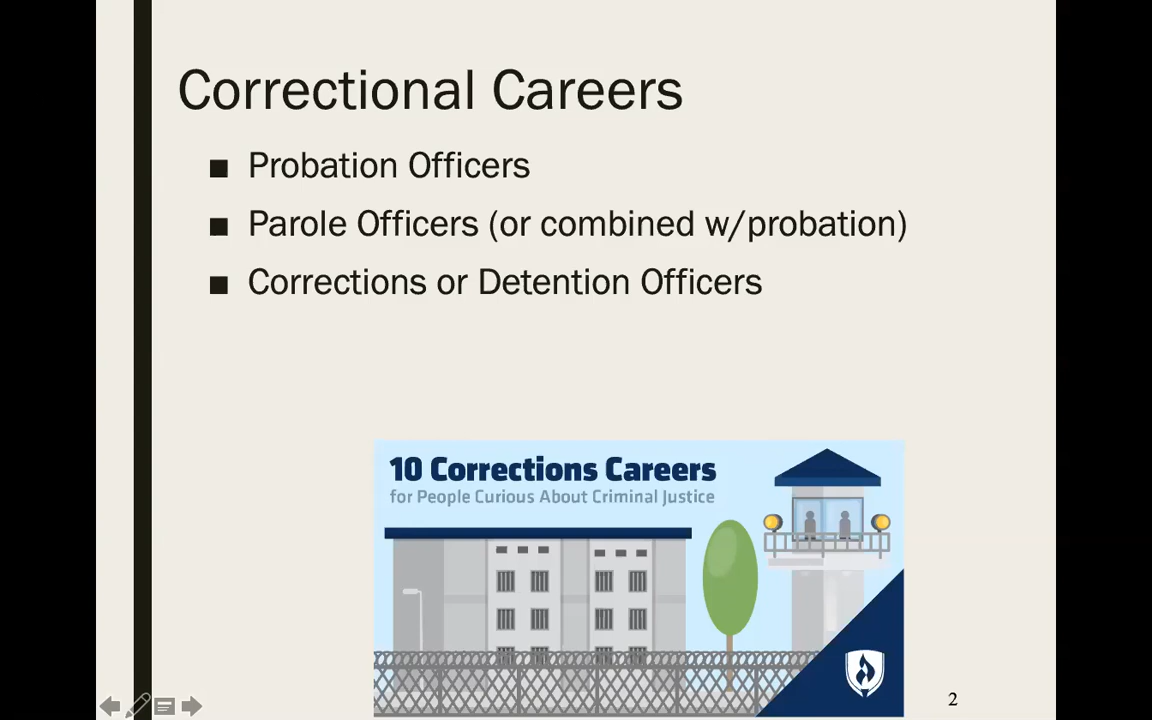 Correctional Careers
■ Probation Officers
■ Parole Officers (or combined w/probation)
■ Corrections or Detention Officers
10 Corrections Careers
for People Curious About Criminal Justice
2